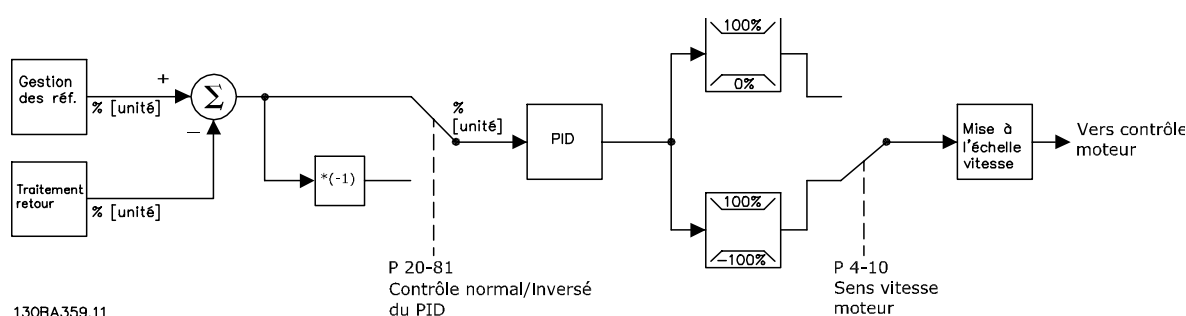 Gestion
des réf.
% [unité]
+
Σ
−
Traitement
retour
% [unité]
*(-1)
%
[unité]
P 20-81
Contrôle normal/Inversé
du PID
PID
100%
0%
100%
-100%
P 4-10
Sens vitesse
moteur
Mise à
l'échelle
vitesse
Vers contrôle
moteur
130BA359.11